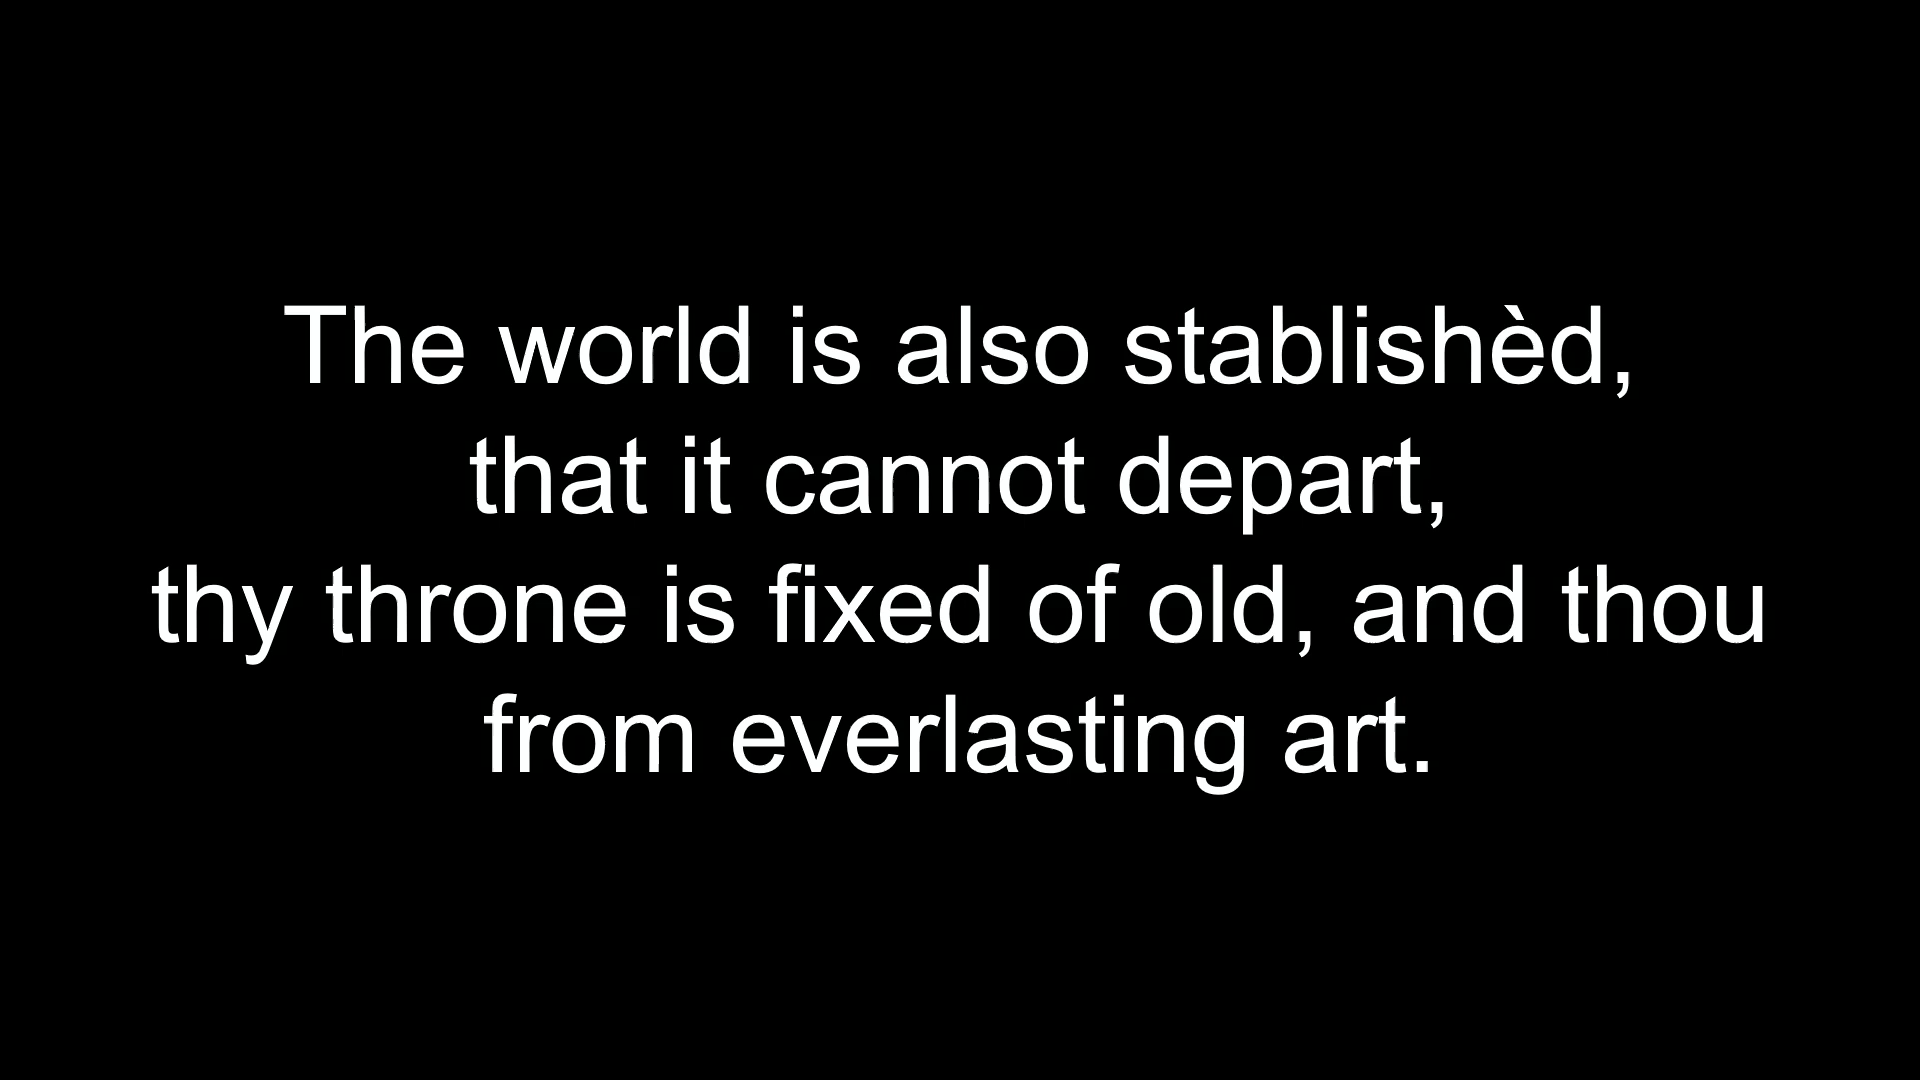 The world is also stablishèd,
that it cannot depart,
thy throne is fixed of old, and thou
from everlasting art.